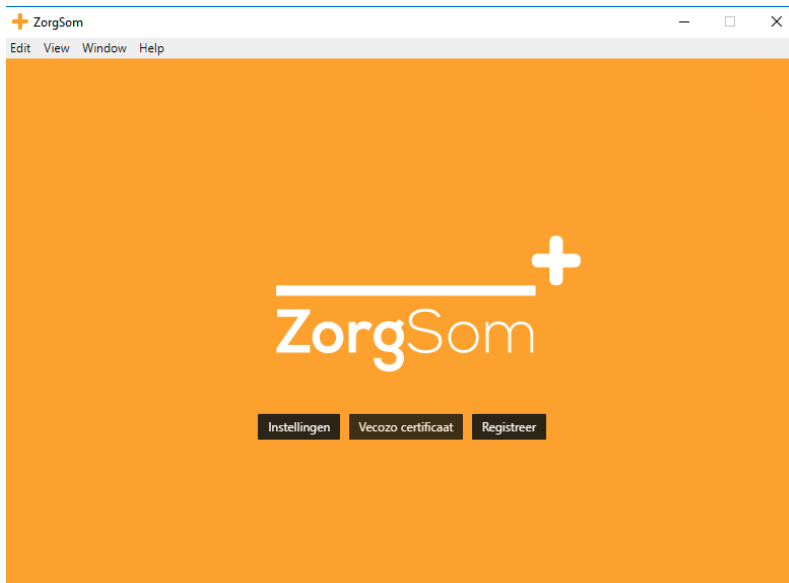 ZorgSom
Edit View Window Help
ZorgSom
Instellingen Vecozo certificaat Registreer